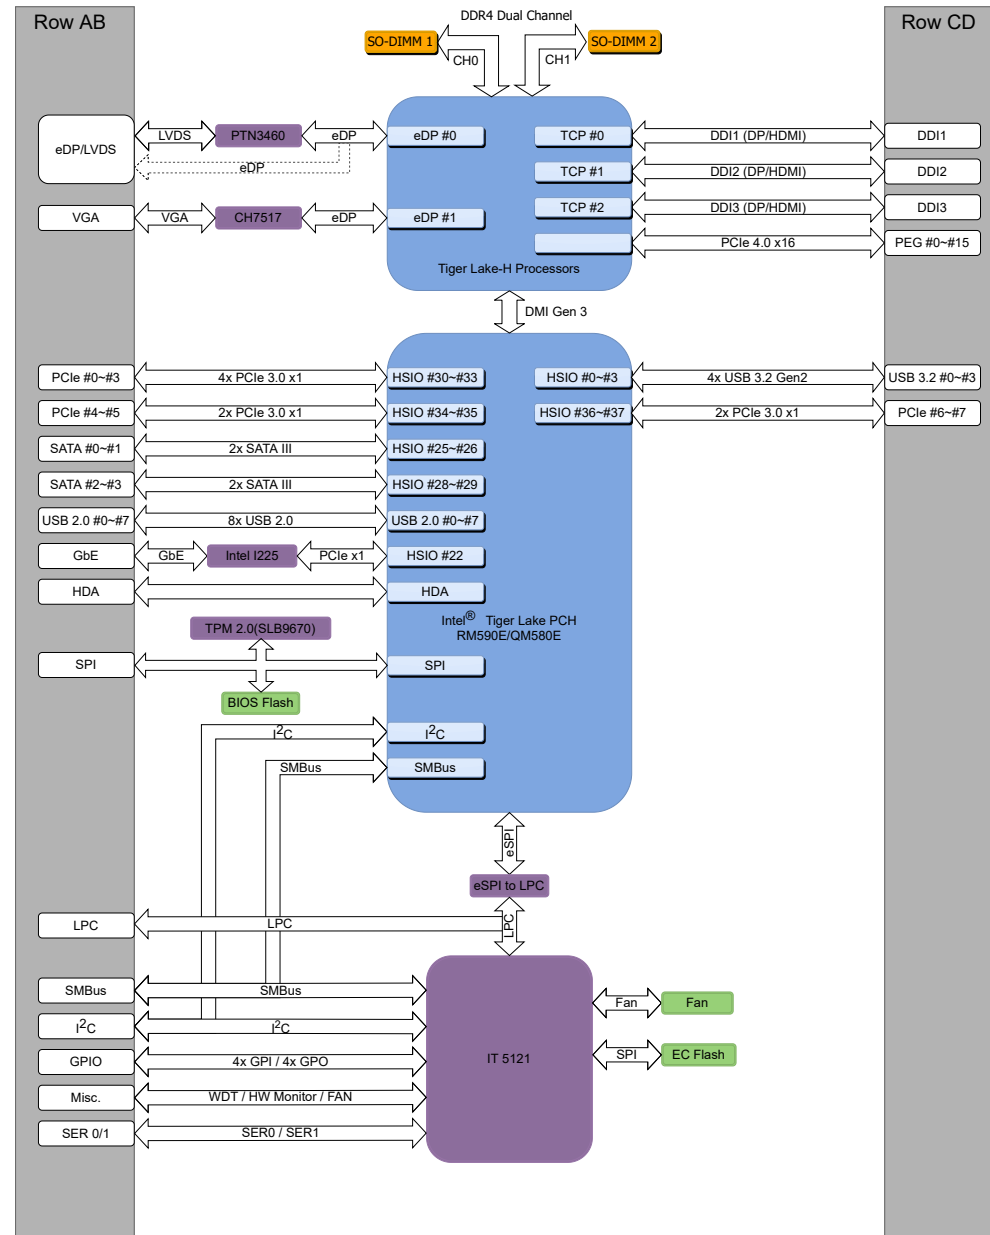 Row AB
DDR4 Dual Channel
Row CD
SO-DIMM 1
SO-DIMM 2
CH0
CH1
eDP/LVDS
LVDS
PTN3460
eDP
eDP #0
TCP #0
DDI1 (DP/HDMI)
DDI1
eDP
TCP #1
DDI2 (DP/HDMI)
DDI2
VGA
VGA
CH7517
eDP
eDP #1
TCP #2
DDI3 (DP/HDMI)
DDI3
PCIe 4.0 x16
PEG #0~#15
Tiger Lake-H Processors
DMI Gen 3
PCIe #0~#3
4x PCIe 3.0 x1
HSIO #30~#33
HSIO #0~#3
4x USB 3.2 Gen2
USB 3.2 #0~#3
PCIe #4~#5
2x PCIe 3.0 x1
HSIO #34~#35
HSIO #36~#37
2x PCIe 3.0 x1
PCIe #6~#7
SATA #0~#1
2x SATA III
HSIO #25~#26
SATA #2~#3
2x SATA III
HSIO #28~#29
USB 2.0 #0~#7
8x USB 2.0
USB 2.0 #0~#7
GbE
GbE
Intel I225
PCIe x1
HSIO #22
HDA
HDA
TPM 2.0(SLB9670)
Intel® Tiger Lake PCH
RM590E/QM580E
SPI
SPI
BIOS Flash
I²C
I²C
SMBus
SMBus
eSPI
eSPI to LPC
LPC
LPC
LPC
SMBus
SMBus
Fan
Fan
I²C
I²C
GPIO
4x GPI / 4x GPO
IT 5121
SPI
EC Flash
Misc.
WDT / HW Monitor / FAN
SER 0/1
SER0 / SER1